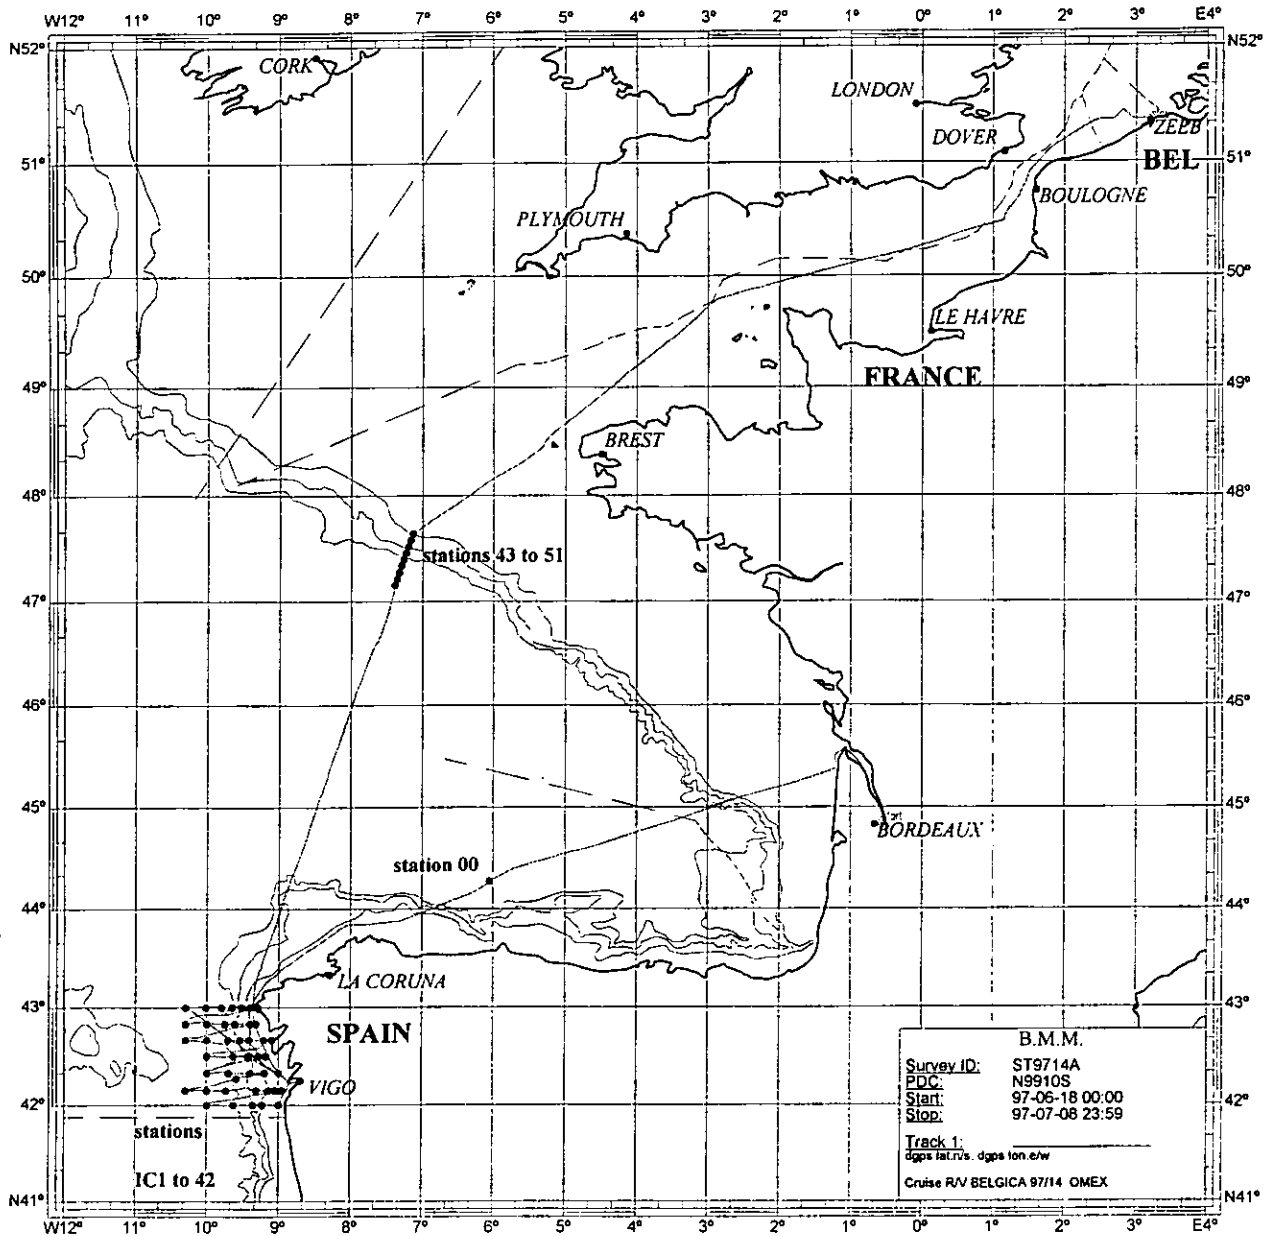 W12° 11° 10° 9° 8° 7° 6° 5° 4° 3° 2° 1° 0° 1° 2° 3° E4°
N52° N52°
CORK
LONDON
DOVER
ZEEB
51° 51°
BEL
BOULOGNE
PLYMOUTH
50° 50°
LE HAVRE
FRANCE
49° 49°
BREST
48° 48°
stations 43 to 51
47° 47°
46° 46°
45° 45°
BORDEAUX
station 00
44° 44°
LA CORUNA
43° 43°
SPAIN
VIGO
42° 42°
stations
IC1 to 42
N41° N41°
B.M.M.
Survey ID: ST9714A
PDC: N9910S
Start: 97-06-18 00:00
Stop: 97-07-08 23:59
Track 1:
dgps lat.n/s. dgps lon.e/w
Cruise R/V BELGICA 97/14 OMEX
W12° 11° 10° 9° 8° 7° 6° 5° 4° 3° 2° 1° 0° 1° 2° 3° E4°